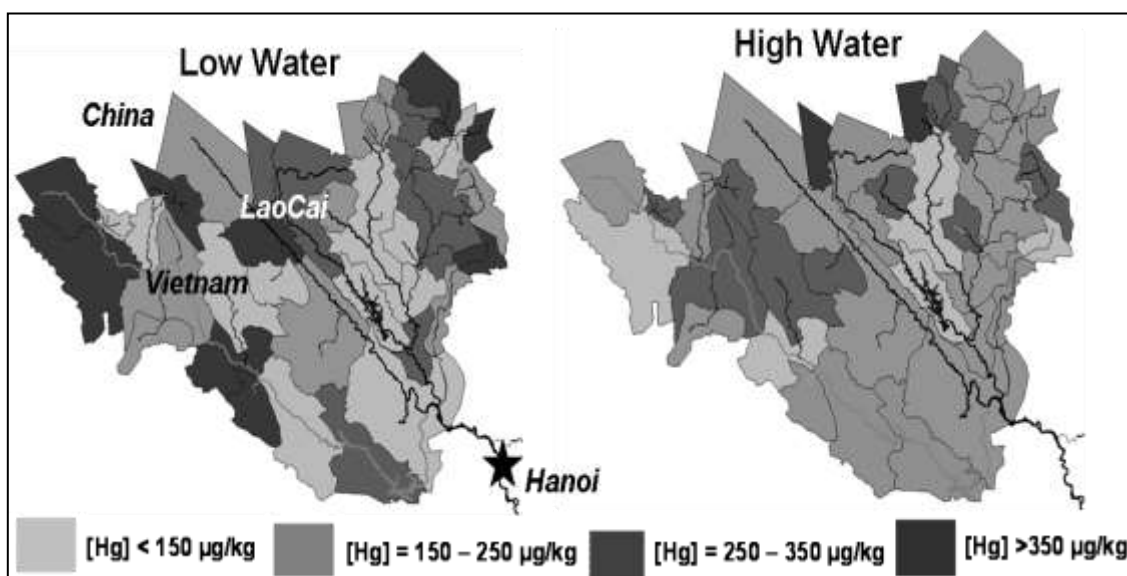 Low Water
High Water
China
LaoCai
Vietnam
Hanoi
[Hg] < 150 µg/kg
[Hg] = 150 – 250 µg/kg
[Hg] = 250 – 350 µg/kg
[Hg] >350 µg/kg